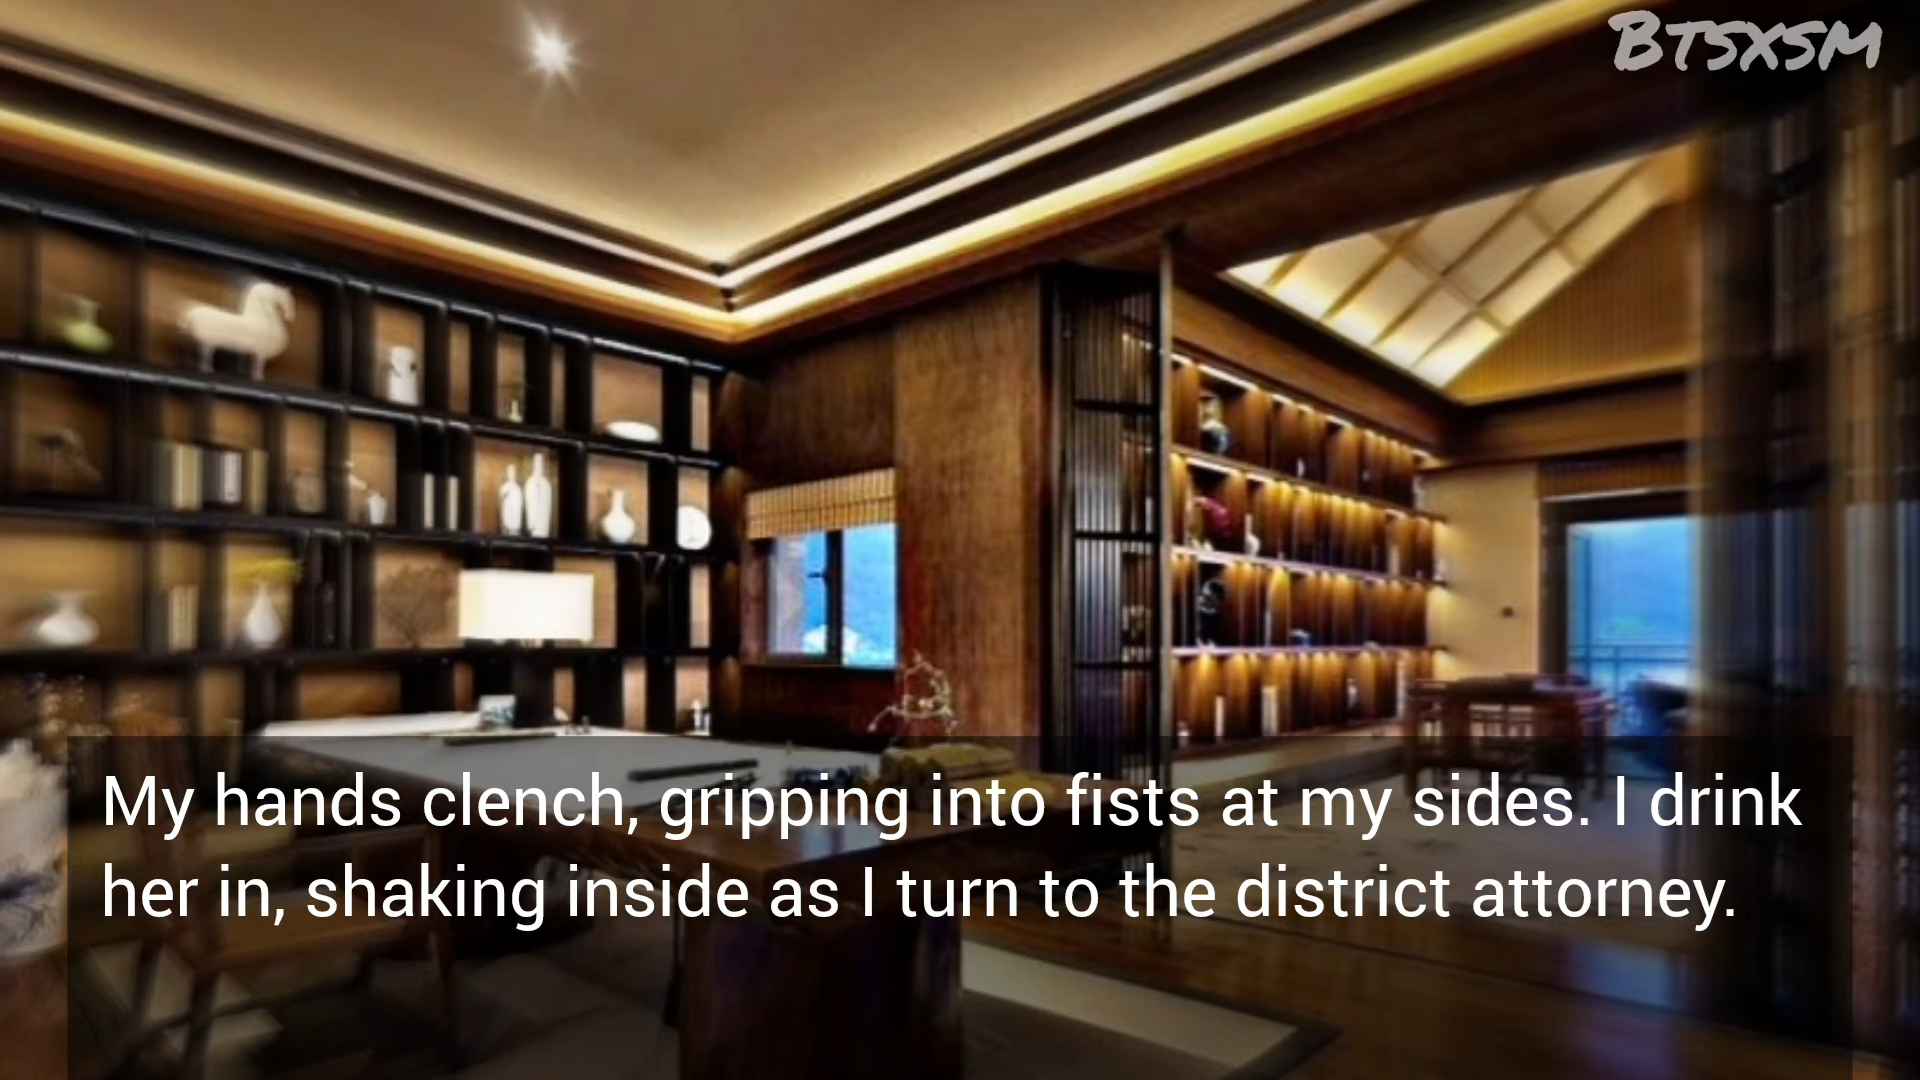 BTSXSM
My hands clench, gripping into fists at my sides. I drink
her in, shaking inside as I turn to the district attorney.